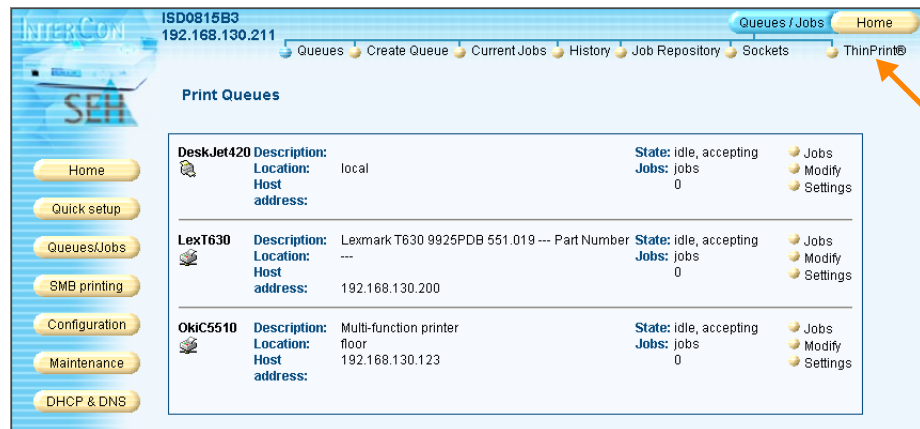 INTERCON
SEH
ISD0815B3
192.168.130.211
Queues / Jobs Home
Queues Create Queue Current Jobs History Job Repository Sockets ThinPrint®
Print Queues
Home
Quick setup
Queues/Jobs
SMB printing
Configuration
Maintenance
DHCP & DNS
DeskJet420 Description: State: idle, accepting Jobs
Location: local Jobs: jobs Modify
Host 0 Settings
address:
LexT630 Description: Lexmark T630 9925PDB 551.019 --- Part Number State: idle, accepting Jobs
Location: --- Jobs: jobs Modify
Host 0 Settings
address: 192.168.130.200
OkiC5510 Description: Multi-function printer State: idle, accepting Jobs
Location: floor Jobs: jobs Modify
Host 192.168.130.123 0 Settings
address: